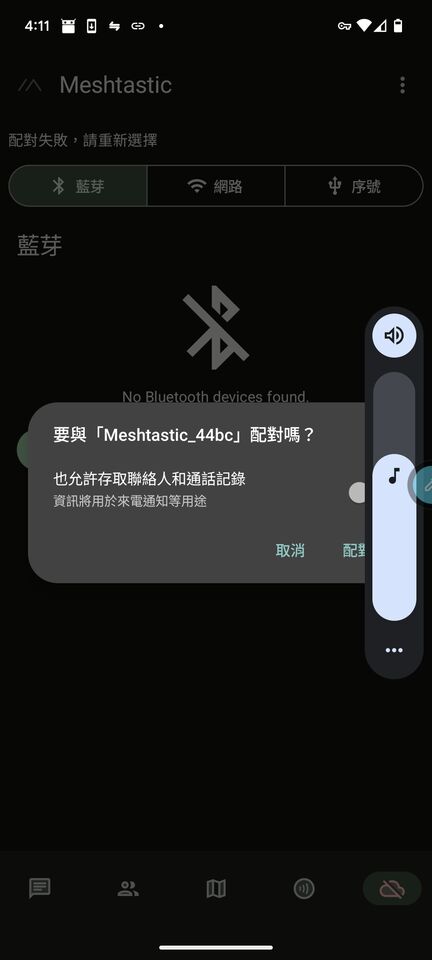 4:11
Meshtastic
配對失敗，請重新選擇
藍芽
網路
序號
藍芽
No Bluetooth devices found.
要與「Meshtastic_44bc」配對嗎？
也允許存取聯絡人和通話記錄
資訊將用於來電通知等用途
取消
配對